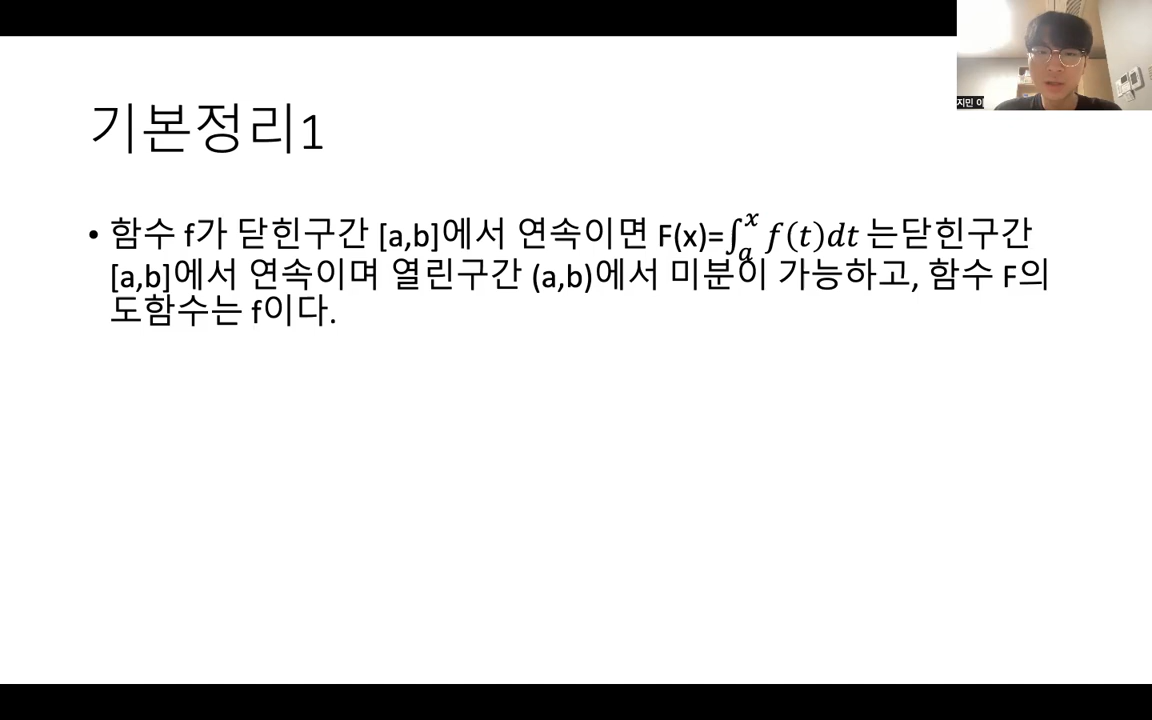 지민 이
기본정리1
• 함수 f가 닫힌구간 [a,b]에서 연속이면 F(x)=∫ₐˣ f(t)dt 는닫힌구간
[a,b]에서 연속이며 열린구간 (a,b)에서 미분이 가능하고, 함수 F의
도함수는 f이다.